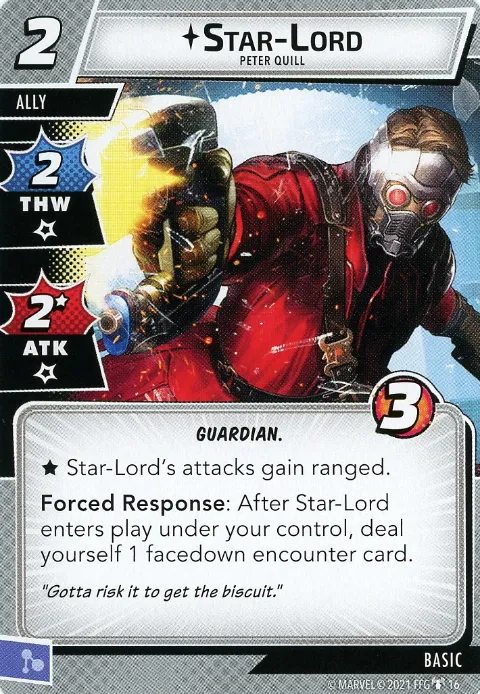 2
STAR-LORD
PETER QUILL
ALLY
2
THW
2
ATK
3
GUARDIAN.
★ Star-Lord's attacks gain ranged.
Forced Response: After Star-Lord
enters play under your control, deal
yourself 1 facedown encounter card.
"Gotta risk it to get the biscuit."
BASIC
© MARVEL © 2021 FFG 16